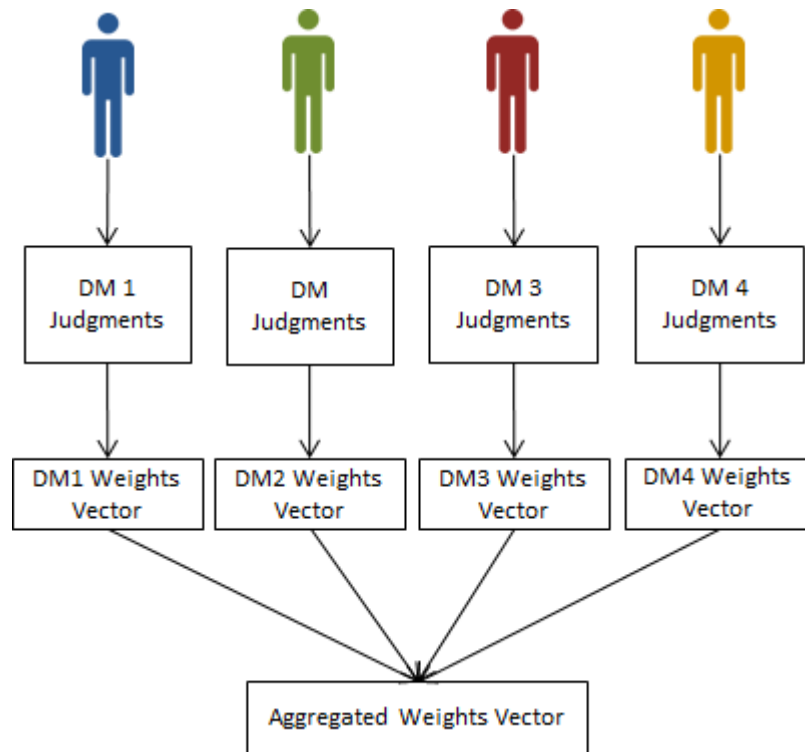 DM 1
Judgments
DM
Judgments
DM 3
Judgments
DM 4
Judgments
DM1 Weights
Vector
DM2 Weights
Vector
DM3 Weights
Vector
DM4 Weights
Vector
Aggregated Weights Vector